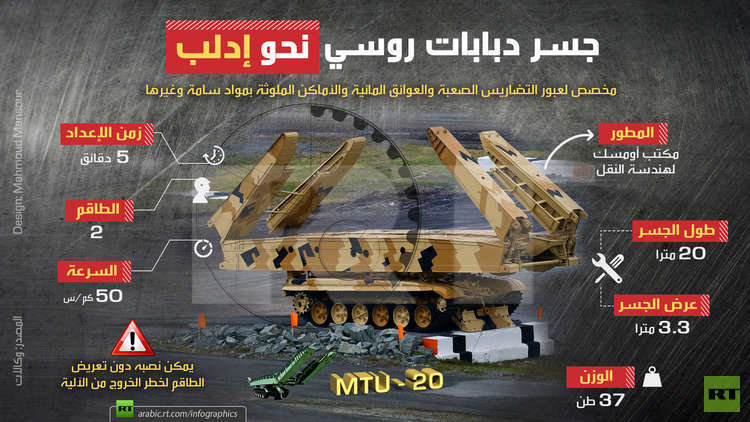 جسر دبابات روسي نحو إدلب
مخصص لعبور التضاريس الصعبة والعوائق المائية والأماكن الملوثة بمواد سامة وغيرها
المطور
مكتب أومسك
لهندسة النقل
طول الجسر
20 مترا
عرض الجسر
3.3 مترا
الوزن
37 طن
زمن الإعداد
5 دقائق
الطاقم
2
السرعة
50 كم/س
يمكن نصبه دون تعريض
الطاقم لخطر الخروج من الآلية
MTU - 20
RT arabic.rt.com/infographics
RT
Design: Mahmoud Mansour
المصدر: وكالات